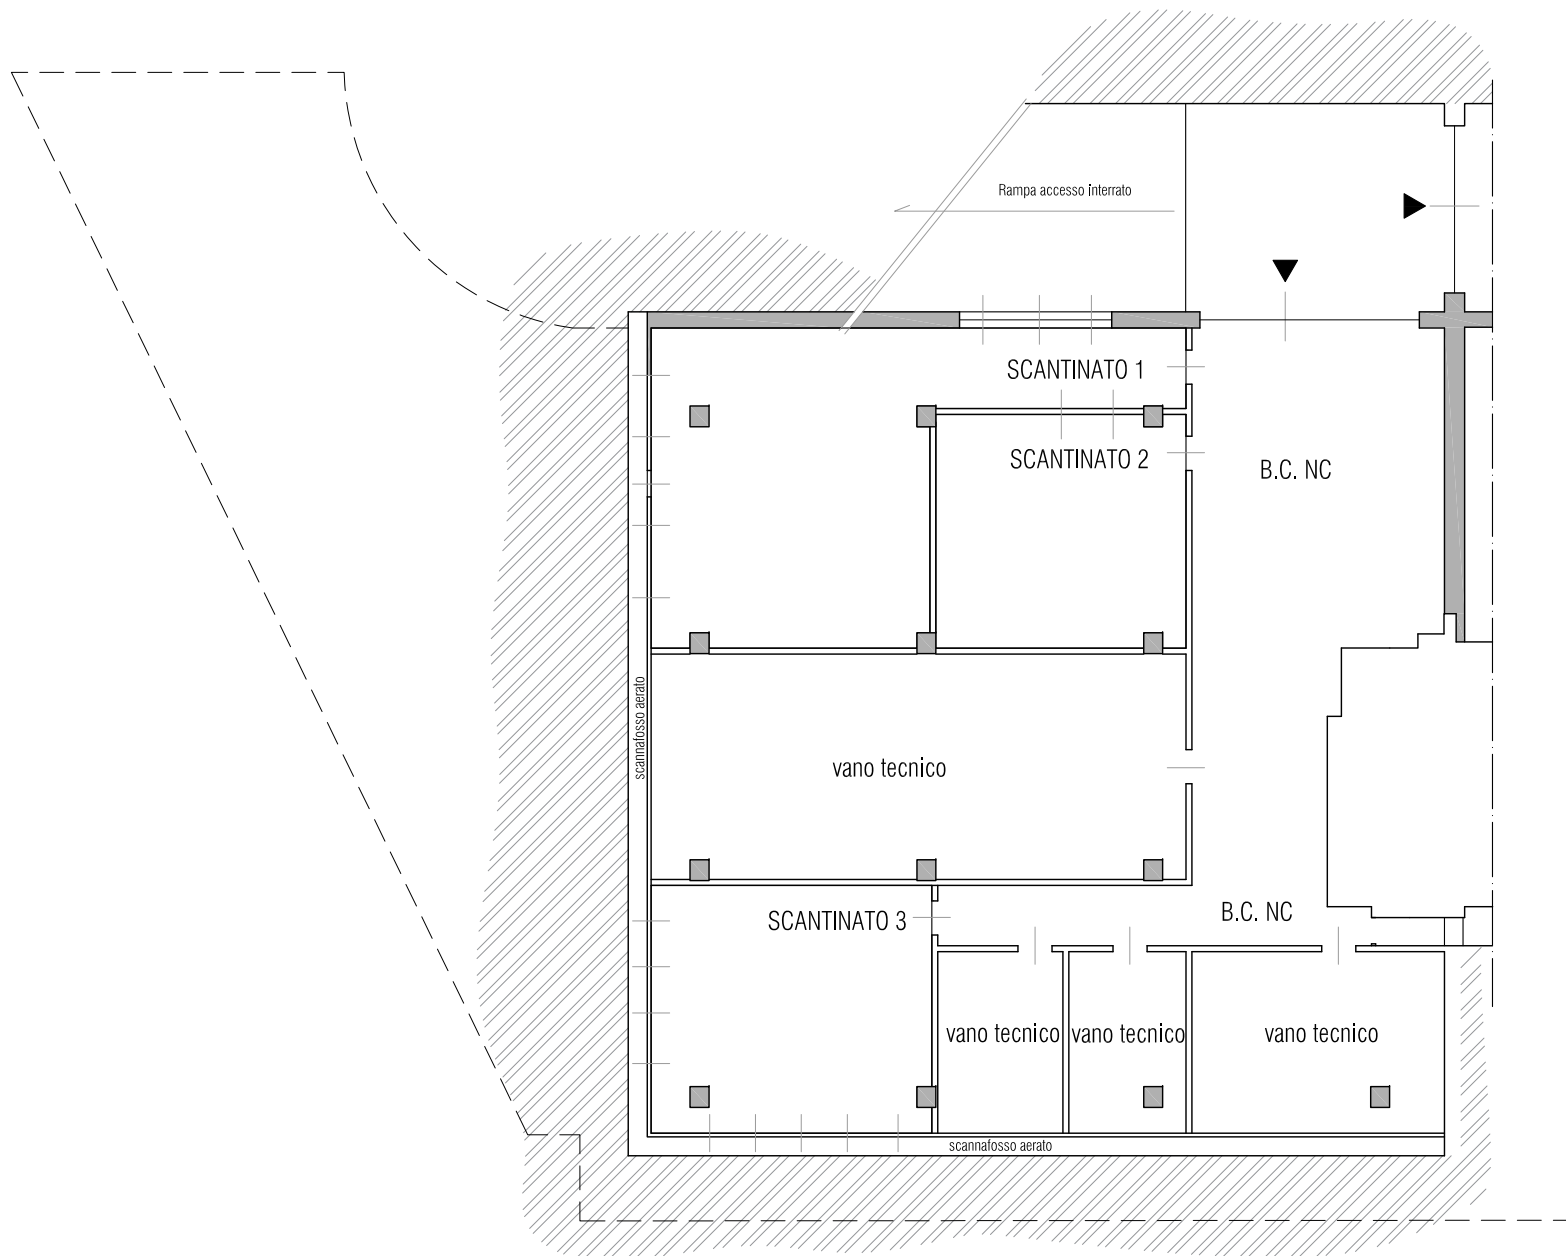 Rampa accesso interrato
SCANTINATO 1
SCANTINATO 2
B.C. NC
scannafosso aerato
vano tecnico
SCANTINATO 3
B.C. NC
vano tecnico
vano tecnico
vano tecnico
scannafosso aerato